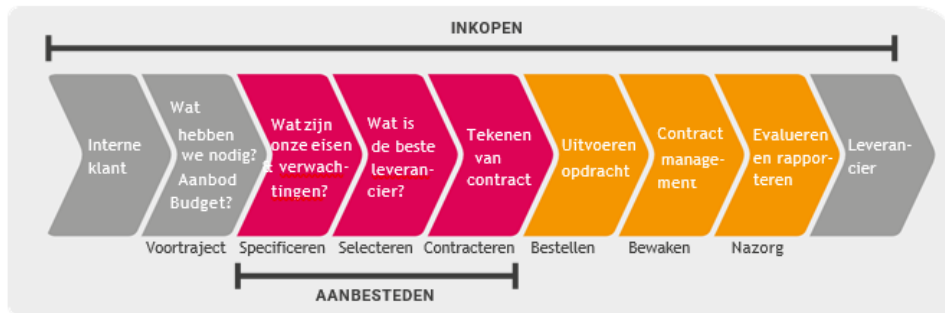 INKOPEN
Interne
klant
Wat
hebben
we nodig?
Aanbod
Budget?
Wat zijn
onze eisen
& verwach-
tingen?
Wat is
de beste
leveran-
cier?
Tekenen
van
contract
Uitvoeren
opdracht
Contract
manage-
ment
Evalueren
en rappor-
teren
Leveran-
cier
Voortraject Specificeren Selecteren Contracteren Bestellen Bewaken Nazorg
AANBESTEDEN